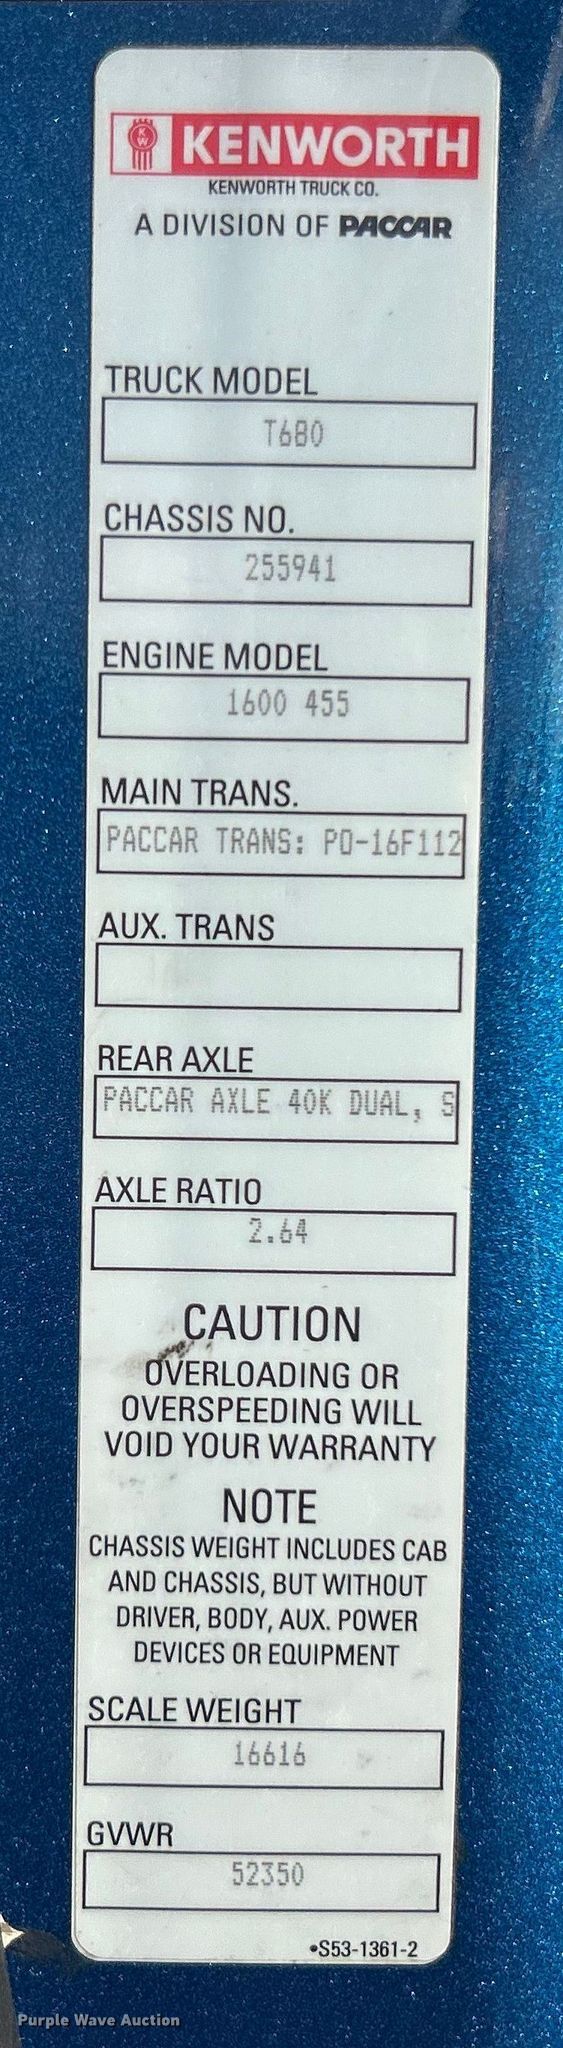 KW KENWORTH
KENWORTH TRUCK CO.
A DIVISION OF PACCAR
TRUCK MODEL
T680
CHASSIS NO.
255941
ENGINE MODEL
1600 455
MAIN TRANS.
PACCAR TRANS: PO-16F112
AUX. TRANS
REAR AXLE
PACCAR AXLE 40K DUAL, S
AXLE RATIO
2.64
CAUTION
OVERLOADING OR
OVERSPEEDING WILL
VOID YOUR WARRANTY
NOTE
CHASSIS WEIGHT INCLUDES CAB
AND CHASSIS, BUT WITHOUT
DRIVER, BODY, AUX. POWER
DEVICES OR EQUIPMENT
SCALE WEIGHT
16616
GVWR
52350
•S53-1361-2
Purple Wave Auction